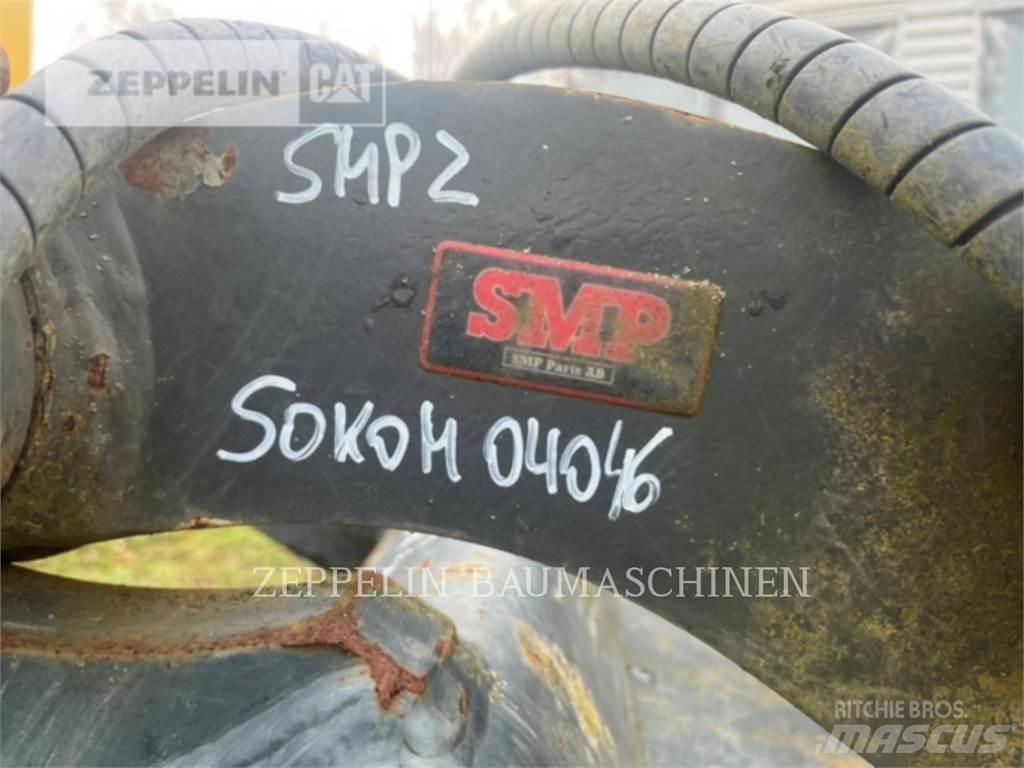 ZEPPELIN CAT
SMP2
SMP
SMP Parts AB
SOKOM 04046
ZEPPELIN BAUMASCHINEN
RITCHIE BROS.
MASCUS